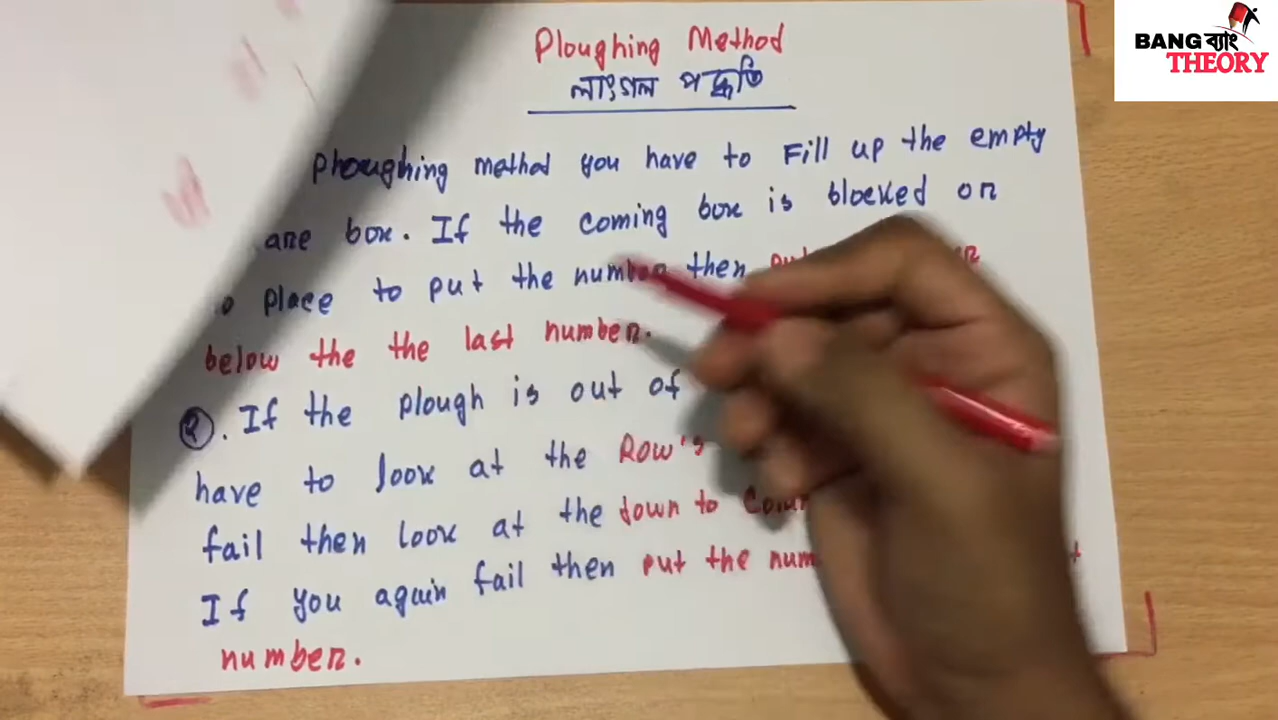 Ploughing Method
লাংগল পদ্ধতি
Ploughing method you have to Fill up the empty
box. If the coming box is blocked or
place to put the number then put
below the the last number.
2. If the plough is out of
have to look at the Row's
fail then look at the down to
If you again fail then put the
number.
BANG ব্যাং
THEORY